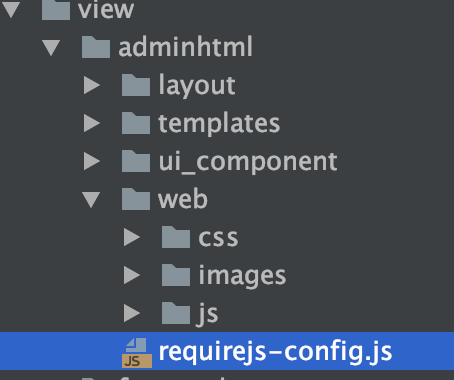 view
adminhtml
layout
templates
ui_component
web
css
images
js
JS requirejs-config.js